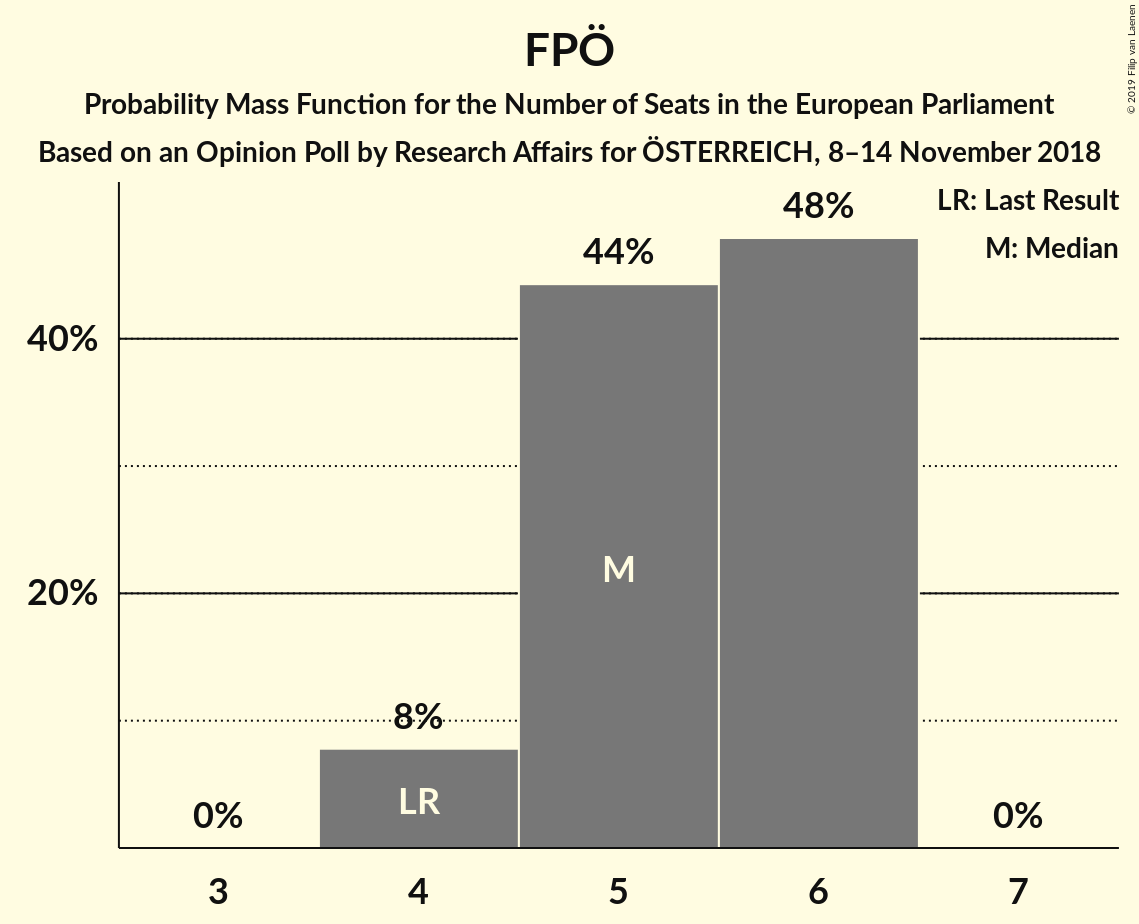 FPÖ
Probability Mass Function for the Number of Seats in the European Parliament
Based on an Opinion Poll by Research Affairs for ÖSTERREICH, 8–14 November 2018
© 2019 Filip van Laenen
LR: Last Result
M: Median
48%
44%
40%
M
20%
8%
LR
0%
0%
3 4 5 6 7